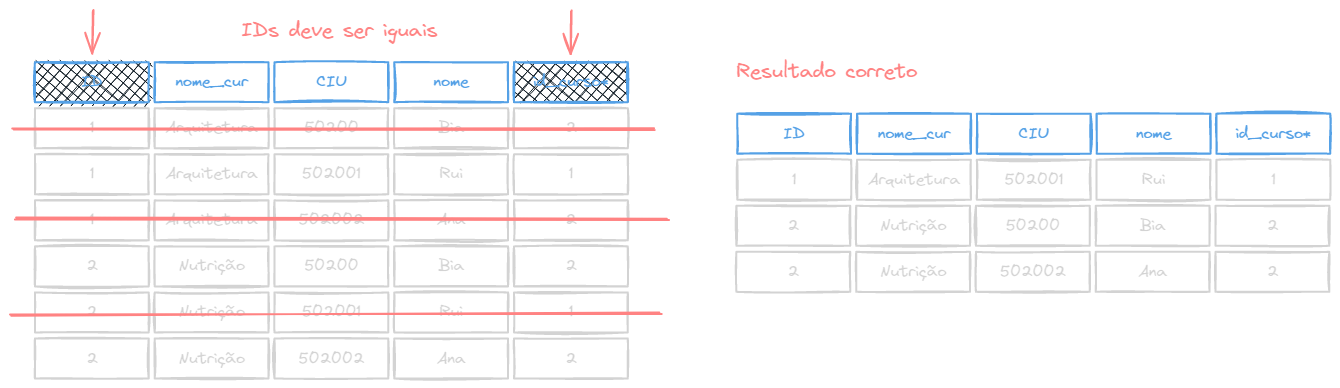 IDs deve ser iguais
ID nome_cur CIU nome id_curso*
1 Arquitetura 50200 Bia 2
1 Arquitetura 502001 Rui 1
1 Arquitetura 502002 Ana 2
2 Nutrição 50200 Bia 2
2 Nutrição 502001 Rui 1
2 Nutrição 502002 Ana 2
Resultado correto
ID nome_cur CIU nome id_curso*
1 Arquitetura 502001 Rui 1
2 Nutrição 50200 Bia 2
2 Nutrição 502002 Ana 2